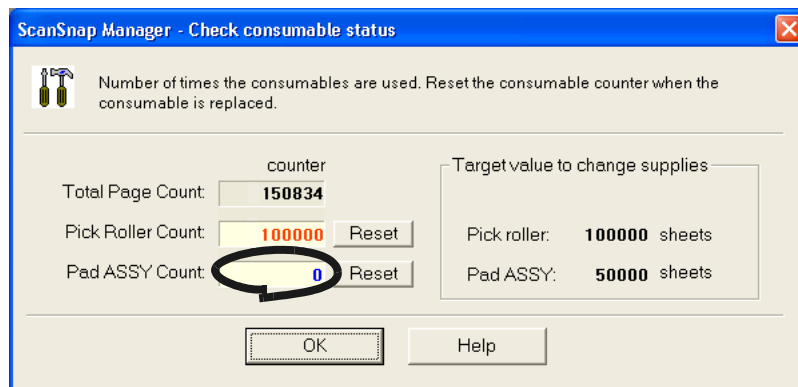 ScanSnap Manager - Check consumable status
Number of times the consumables are used. Reset the consumable counter when the
consumable is replaced.
counter
Total Page Count: 150834
Pick Roller Count: 100000 Reset
Pad ASSY Count: 0 Reset
Target value to change supplies
Pick roller: 100000 sheets
Pad ASSY: 50000 sheets
OK Help